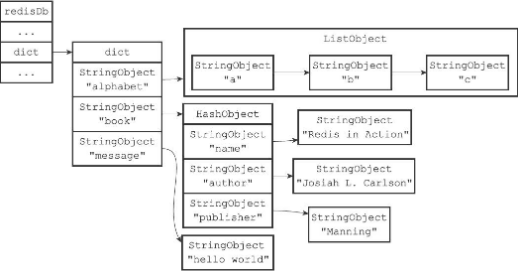 redisDb
...
dict
...
dict
StringObject
"alphabet"
StringObject
"book"
StringObject
"message"
ListObject
StringObject
"a"
StringObject
"b"
StringObject
"c"
HashObject
StringObject
"name"
StringObject
"author"
StringObject
"publisher"
StringObject
"Redis in Action"
StringObject
"Josiah L. Carlson"
StringObject
"Manning"
StringObject
"hello world"